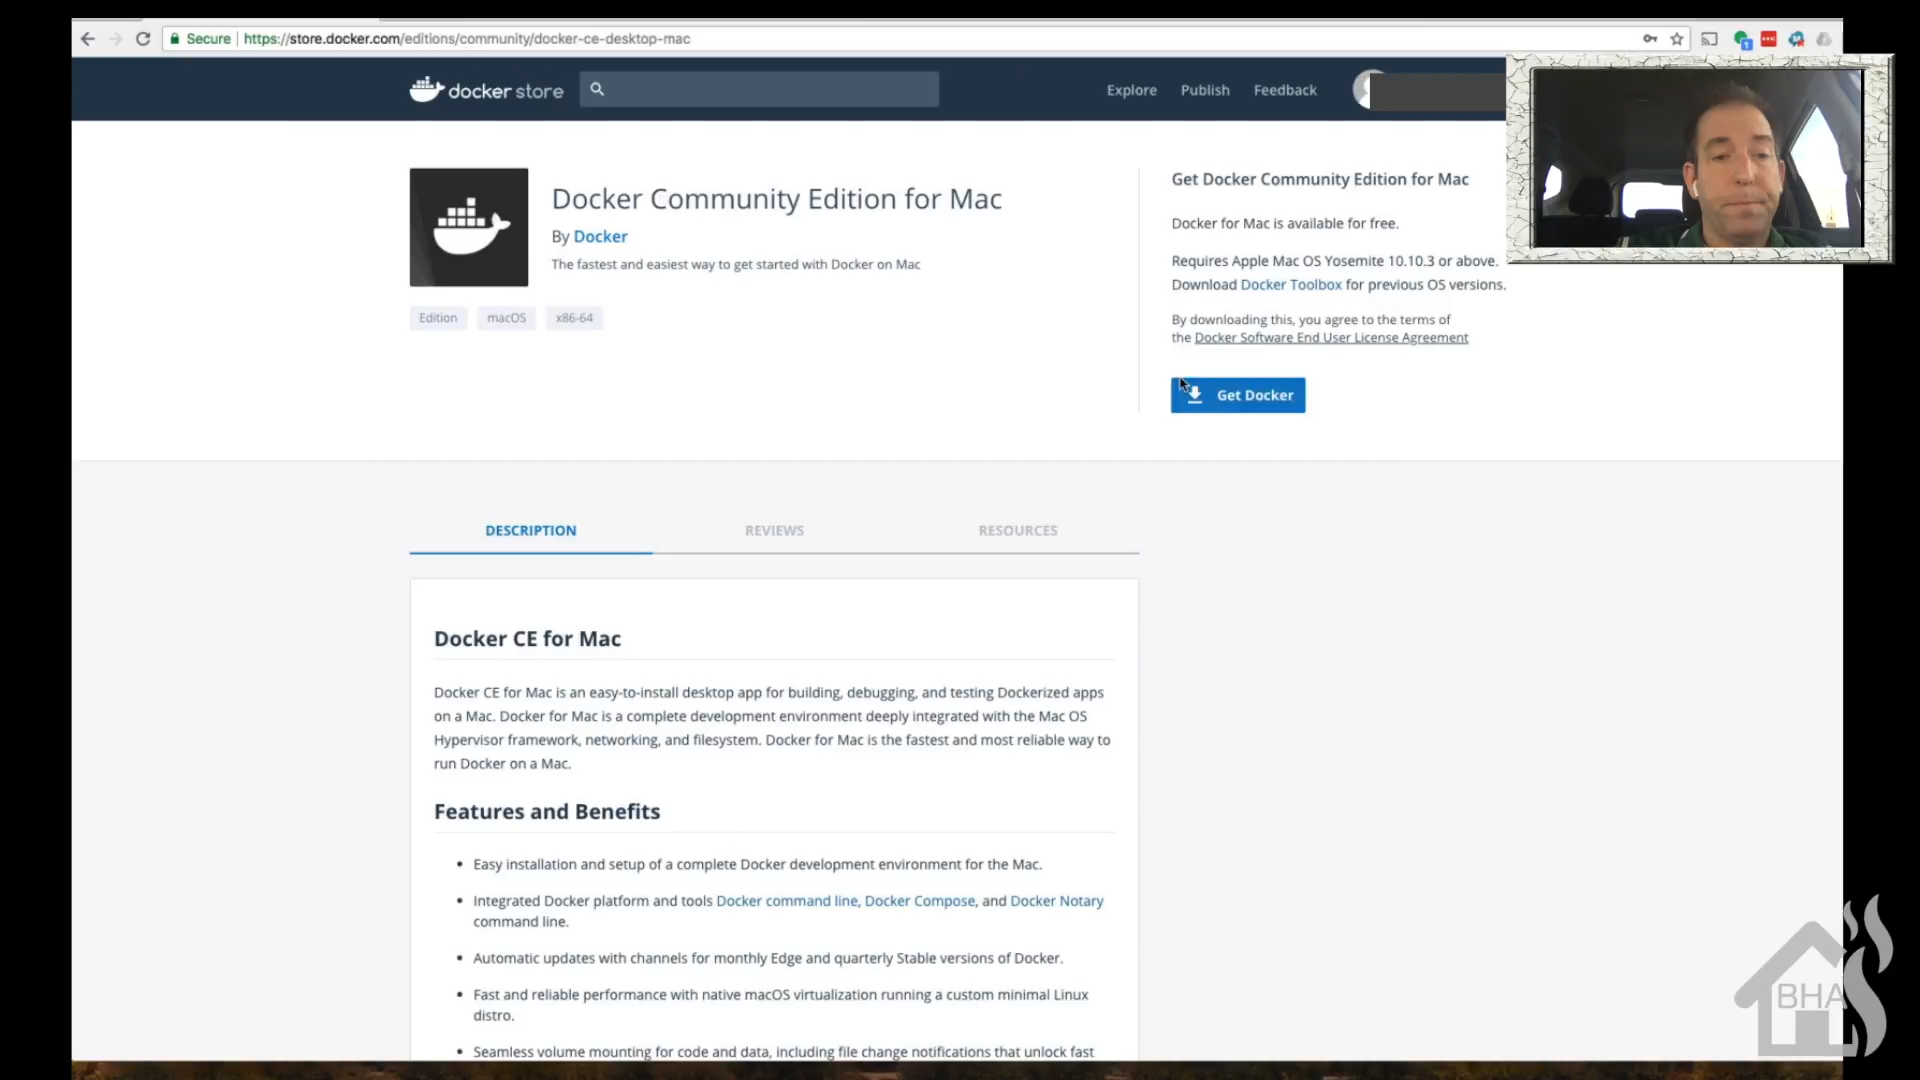 Secure | https://store.docker.com/editions/community/docker-ce-desktop-mac
1
docker store
Explore
Publish
Feedback
Docker Community Edition for Mac
By Docker
The fastest and easiest way to get started with Docker on Mac
Edition
macOS
x86-64
Get Docker Community Edition for Mac
Docker for Mac is available for free.
Requires Apple Mac OS Yosemite 10.10.3 or above.
Download Docker Toolbox for previous OS versions.
By downloading this, you agree to the terms of
the Docker Software End User License Agreement
Get Docker
DESCRIPTION
REVIEWS
RESOURCES
Docker CE for Mac
Docker CE for Mac is an easy-to-install desktop app for building, debugging, and testing Dockerized apps
on a Mac. Docker for Mac is a complete development environment deeply integrated with the Mac OS
Hypervisor framework, networking, and filesystem. Docker for Mac is the fastest and most reliable way to
run Docker on a Mac.
Features and Benefits
• Easy installation and setup of a complete Docker development environment for the Mac.
• Integrated Docker platform and tools Docker command line, Docker Compose, and Docker Notary
command line.
• Automatic updates with channels for monthly Edge and quarterly Stable versions of Docker.
• Fast and reliable performance with native macOS virtualization running a custom minimal Linux
distro.
• Seamless volume mounting for code and data, including file change notifications that unlock fast
BHA